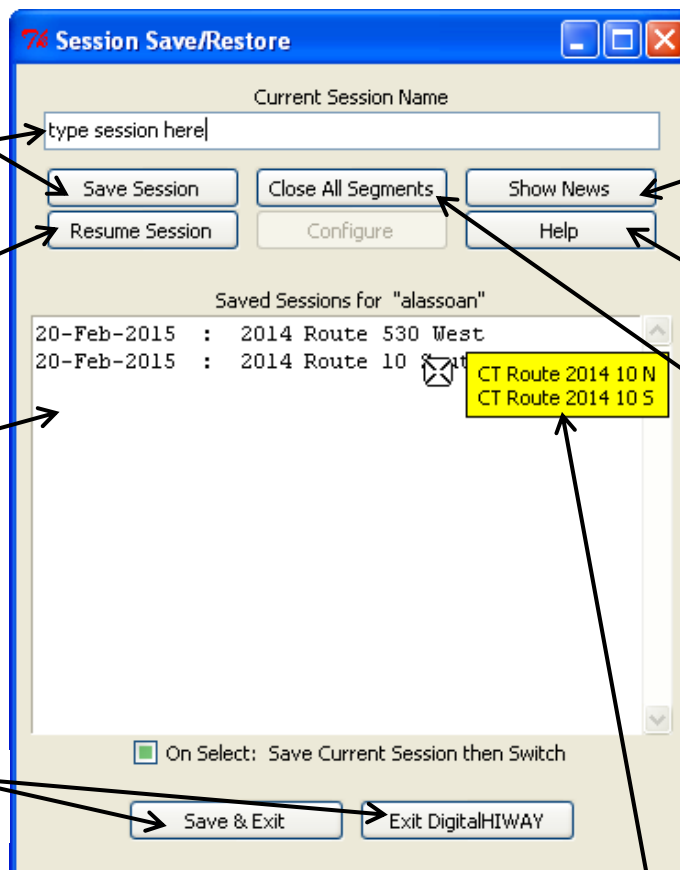 Session Save/Restore
Current Session Name
type session here
Save Session Close All Segments Show News
Resume Session Configure Help
Saved Sessions for "alassoan"
20-Feb-2015 : 2014 Route 530 West
20-Feb-2015 : 2014 Route 10
CT Route 2014 10 N
CT Route 2014 10 S
On Select: Save Current Session then Switch
Save & Exit Exit DigitalHIWAY